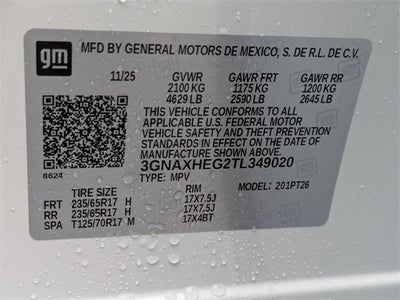 gm
MFD BY GENERAL MOTORS DE MEXICO, S. DE R.L. DE C.V.
11/25 GVWR GAWR FRT GAWR RR
2100 KG 1175 KG 1200 KG
4629 LB 2590 LB 2645 LB
THIS VEHICLE CONFORMS TO ALL
APPLICABLE U.S. FEDERAL MOTOR
VEHICLE SAFETY STANDARDS IN EFFECT ON
THE DATE OF MANUFACTURE SHOWN ABOVE.
3GNAXHEG2TL349020
8624 TYPE: MPV MODEL: 201PT26
TIRE SIZE RIM
FRT 235/65R17 H 17X7.5J
RR 235/65R17 H 17X7.5J
SPA T125/70R17 M 17X4BT